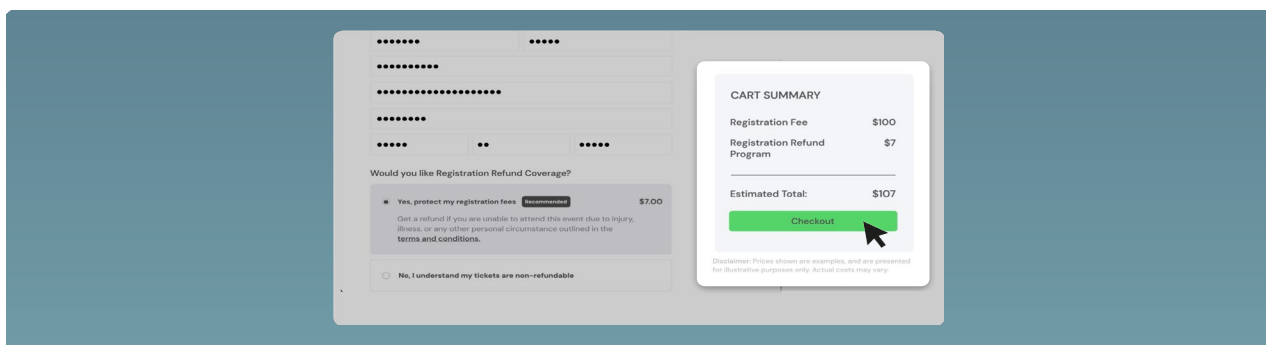 Would you like Registration Refund Coverage?
Yes, protect my registration fees Recommended $7.00
Get a refund if you are unable to attend this event due to injury,
illness, or any other personal circumstance outlined in the
terms and conditions.
No, I understand my tickets are non-refundable
CART SUMMARY
Registration Fee $100
Registration Refund $7
Program
Estimated Total: $107
Checkout
Disclaimer: Prices shown are examples, and are presented
for illustrative purposes only. Actual costs may vary.